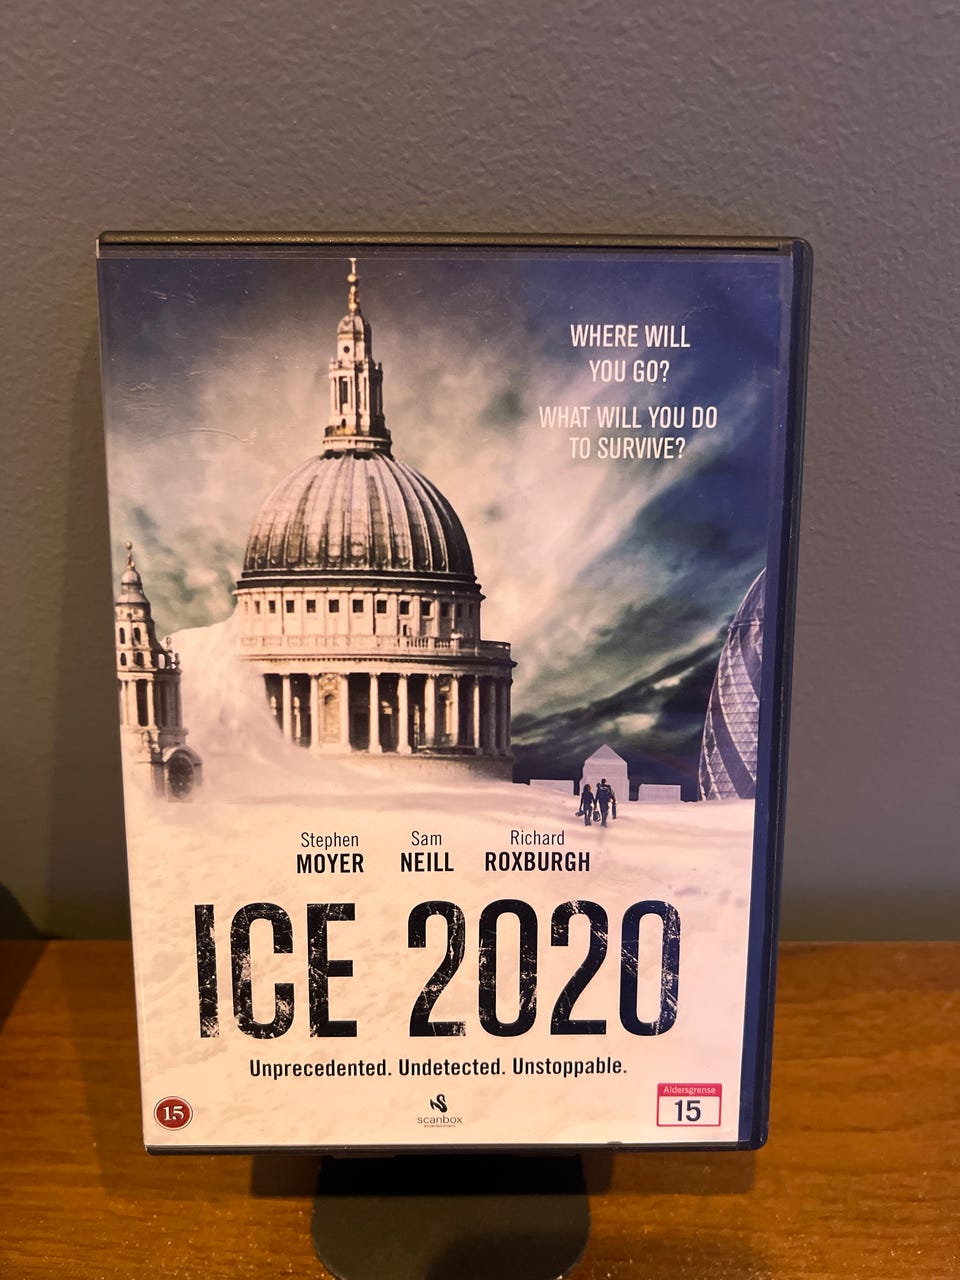 WHERE WILL
YOU GO?
WHAT WILL YOU DO
TO SURVIVE?
Stephen
MOYER
Sam
NEILL
Richard
ROXBURGH
ICE 2020
Unprecedented. Undetected. Unstoppable.
15
scanbox
entertainment
Aldersgrense
15